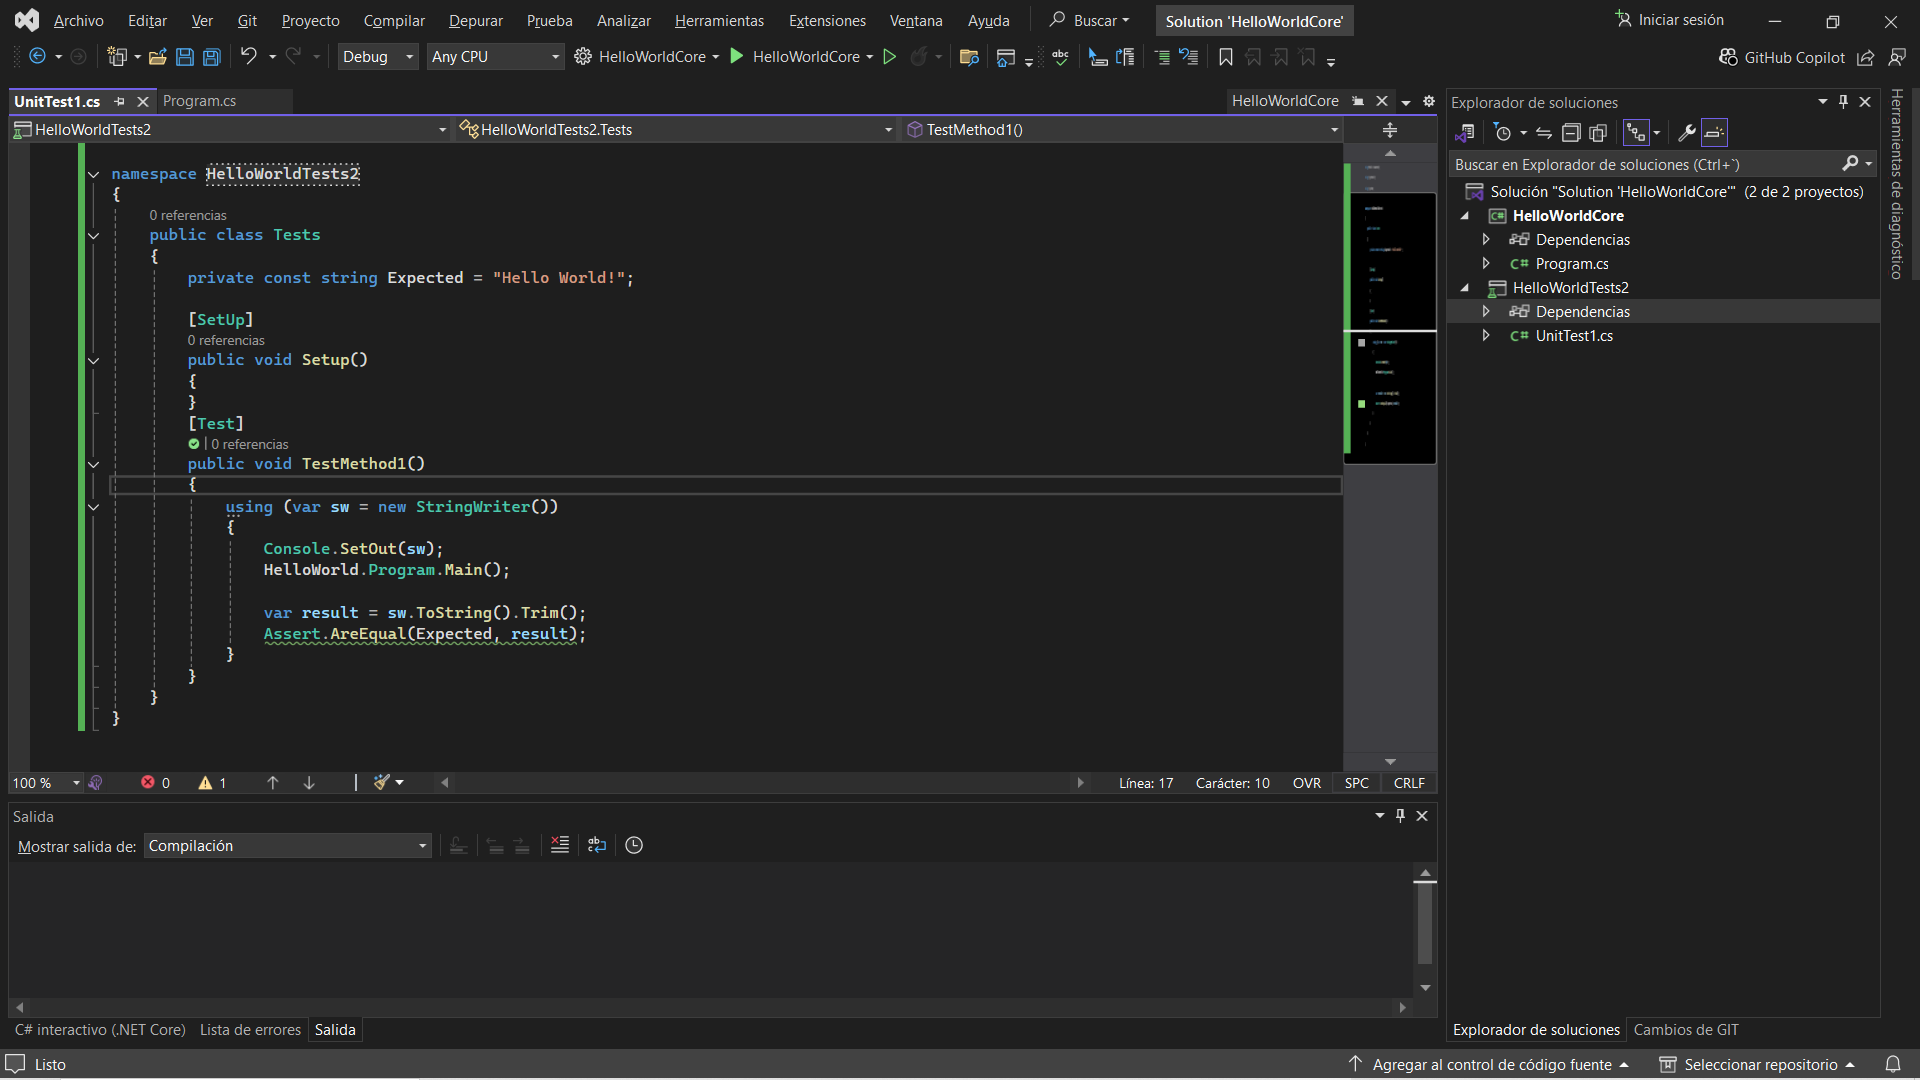 Archivo Editar Ver Git Proyecto Compilar Depurar Prueba Analizar Herramientas Extensiones Ventana Ayuda Buscar Solution 'HelloWorldCore' Iniciar sesión
Debug Any CPU HelloWorldCore HelloWorldCore GitHub Copilot
UnitTest1.cs Program.cs HelloWorldCore
HelloWorldTests2 HelloWorldTests2.Tests TestMethod1()
namespace HelloWorldTests2
{
0 referencias
public class Tests
{
private const string Expected = "Hello World!";
[SetUp]
0 referencias
public void Setup()
{
}
[Test]
| 0 referencias
public void TestMethod1()
{
using (var sw = new StringWriter())
{
Console.SetOut(sw);
HelloWorld.Program.Main();
var result = sw.ToString().Trim();
Assert.AreEqual(Expected, result);
}
}
}
}
100 % 0 1 Línea: 17 Carácter: 10 OVR SPC CRLF
Salida
Mostrar salida de: Compilación
C# interactivo (.NET Core) Lista de errores Salida
Explorador de soluciones
Buscar en Explorador de soluciones (Ctrl+`)
Solución "Solution 'HelloWorldCore'" (2 de 2 proyectos)
HelloWorldCore
Dependencias
C# Program.cs
HelloWorldTests2
Dependencias
C# UnitTest1.cs
Explorador de soluciones Cambios de GIT
Herramientas de diagnóstico
Listo Agregar al control de código fuente Seleccionar repositorio